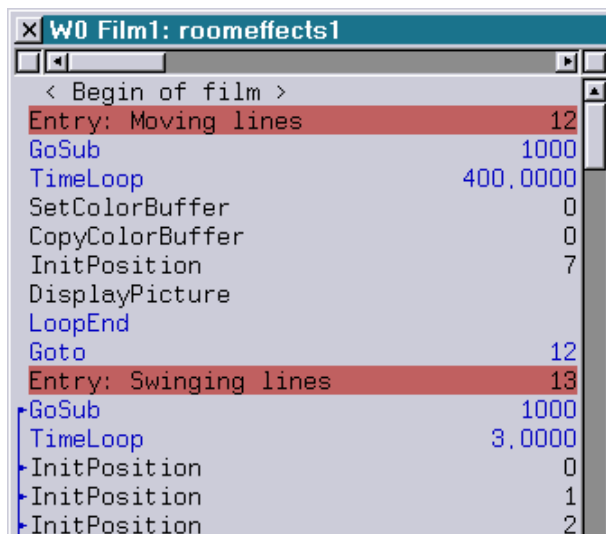 W0 Film1: roomeffects1
< Begin of film >
Entry: Moving lines 12
GoSub 1000
TimeLoop 400,0000
SetColorBuffer 0
CopyColorBuffer 0
InitPosition 7
DisplayPicture
LoopEnd
Goto 12
Entry: Swinging lines 13
GoSub 1000
TimeLoop 3,0000
InitPosition 0
InitPosition 1
InitPosition 2